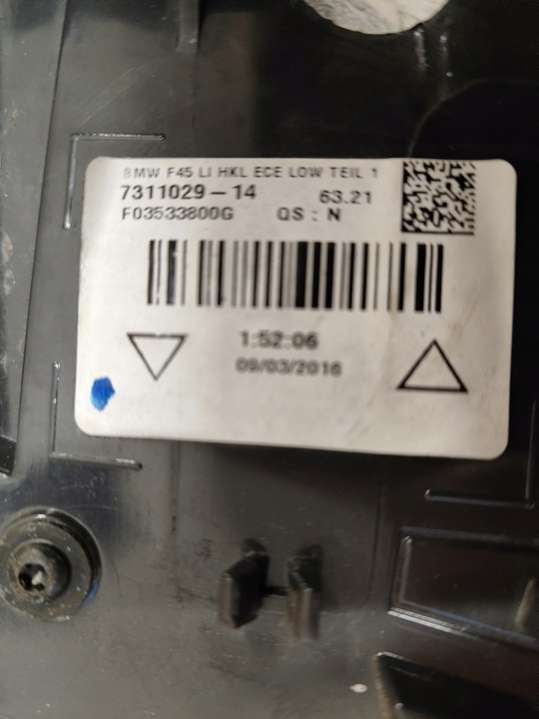 BMW F45 LI HKL ECE LOW TEIL 1
7311029-14 63.21
F03533800G QS : N
1:52:06
09/03/2016